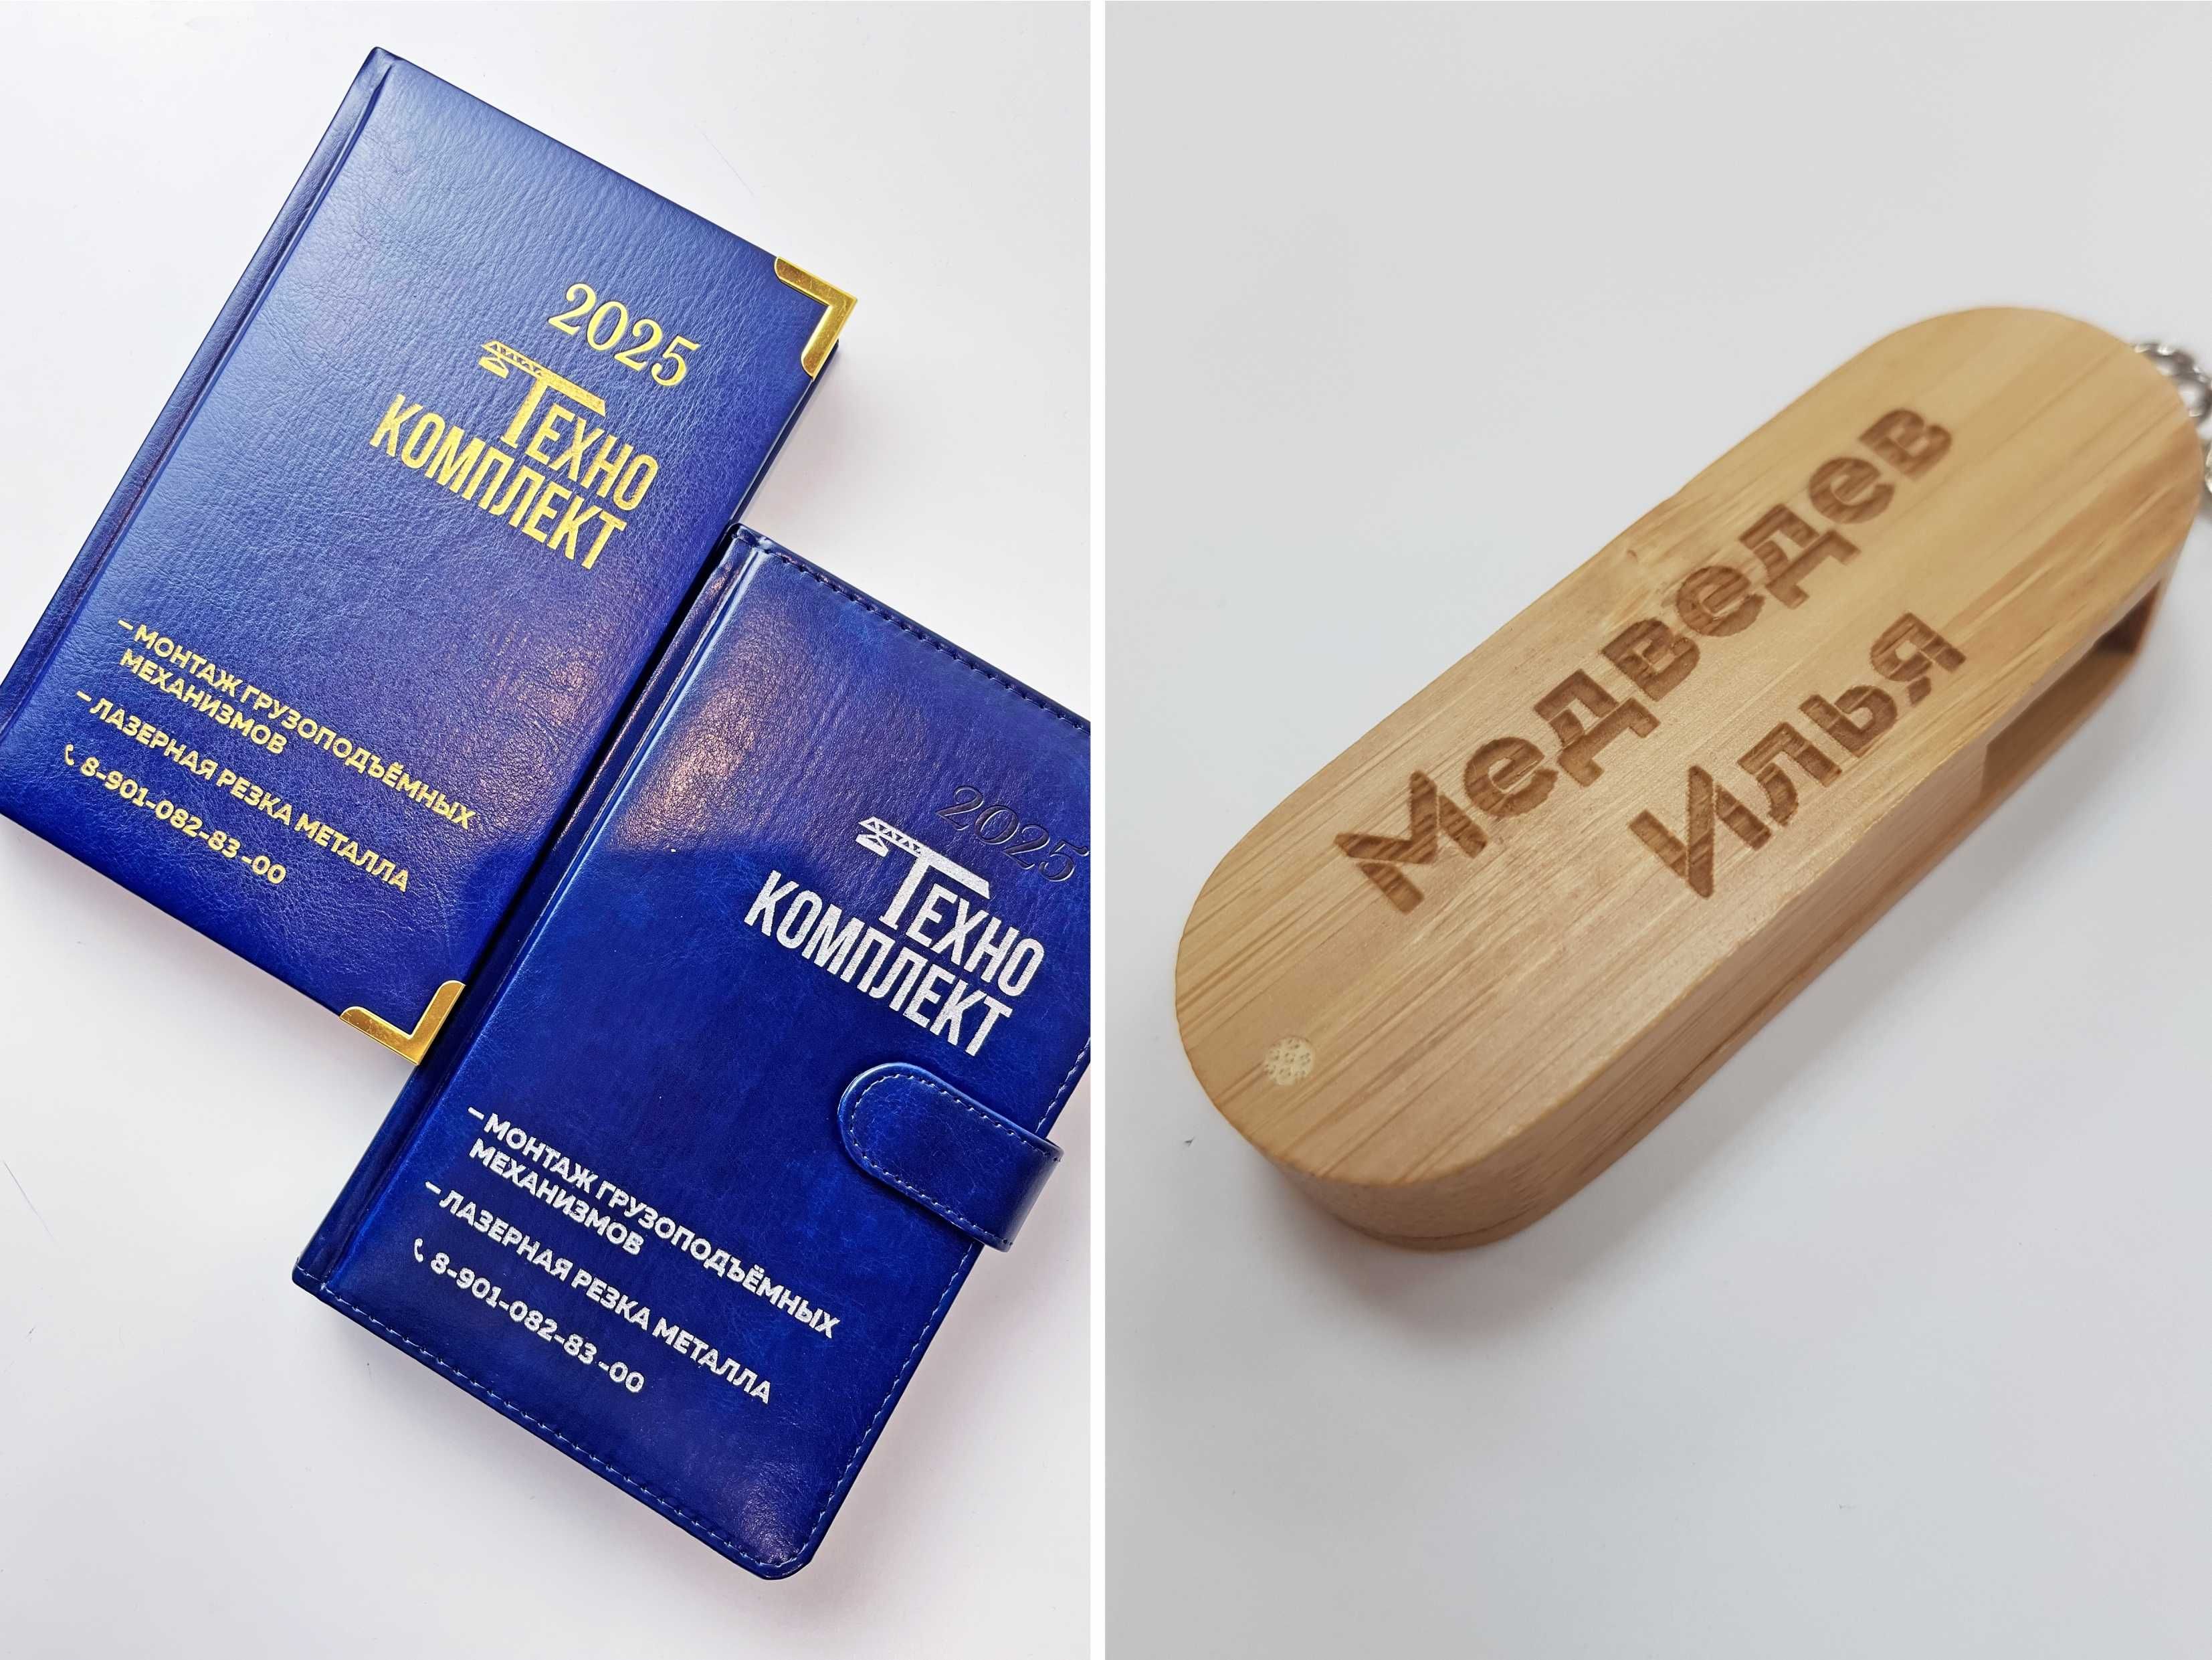 2025
ТЕХНО
КОМПЛЕКТ
–МОНТАЖ ГРУЗОПОДЪЁМНЫХ
МЕХАНИЗМОВ
–ЛАЗЕРНАЯ РЕЗКА МЕТАЛЛА
8-901-082-83-00
2025
ТЕХНО
КОМПЛЕКТ
–МОНТАЖ ГРУЗОПОДЪЁМНЫХ
МЕХАНИЗМОВ
–ЛАЗЕРНАЯ РЕЗКА МЕТАЛЛА
8-901-082-83-00
Медведев
Илья